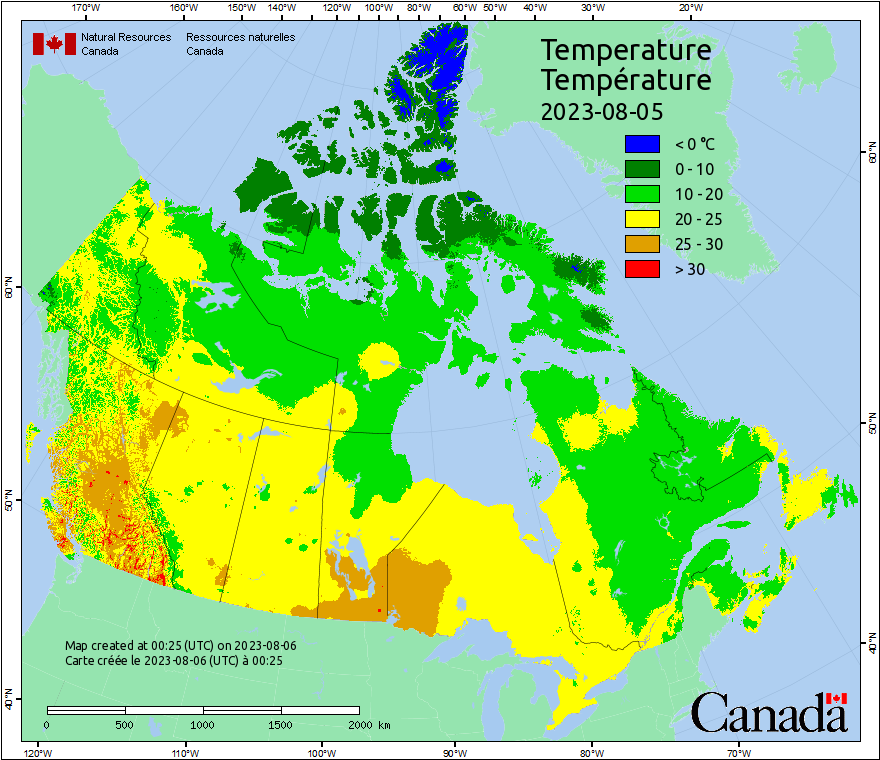 170°W 160°W 150°W 140°W 130°W 120°W 110°W 100°W 80°W 60°W 50°W 40°W 30°W 20°W
Natural Resources Ressources naturelles
Canada Canada
Temperature
Température
2023-08-05
< 0 °C
0 - 10
10 - 20
20 - 25
25 - 30
> 30
60°N
60°N
50°N
50°N
40°N
40°N
Map created at 00:25 (UTC) on 2023-08-06
Carte créée le 2023-08-06 (UTC) à 00:25
0 500 1000 1500 2000 km
Canada
120°W 110°W 100°W 90°W 80°W 70°W